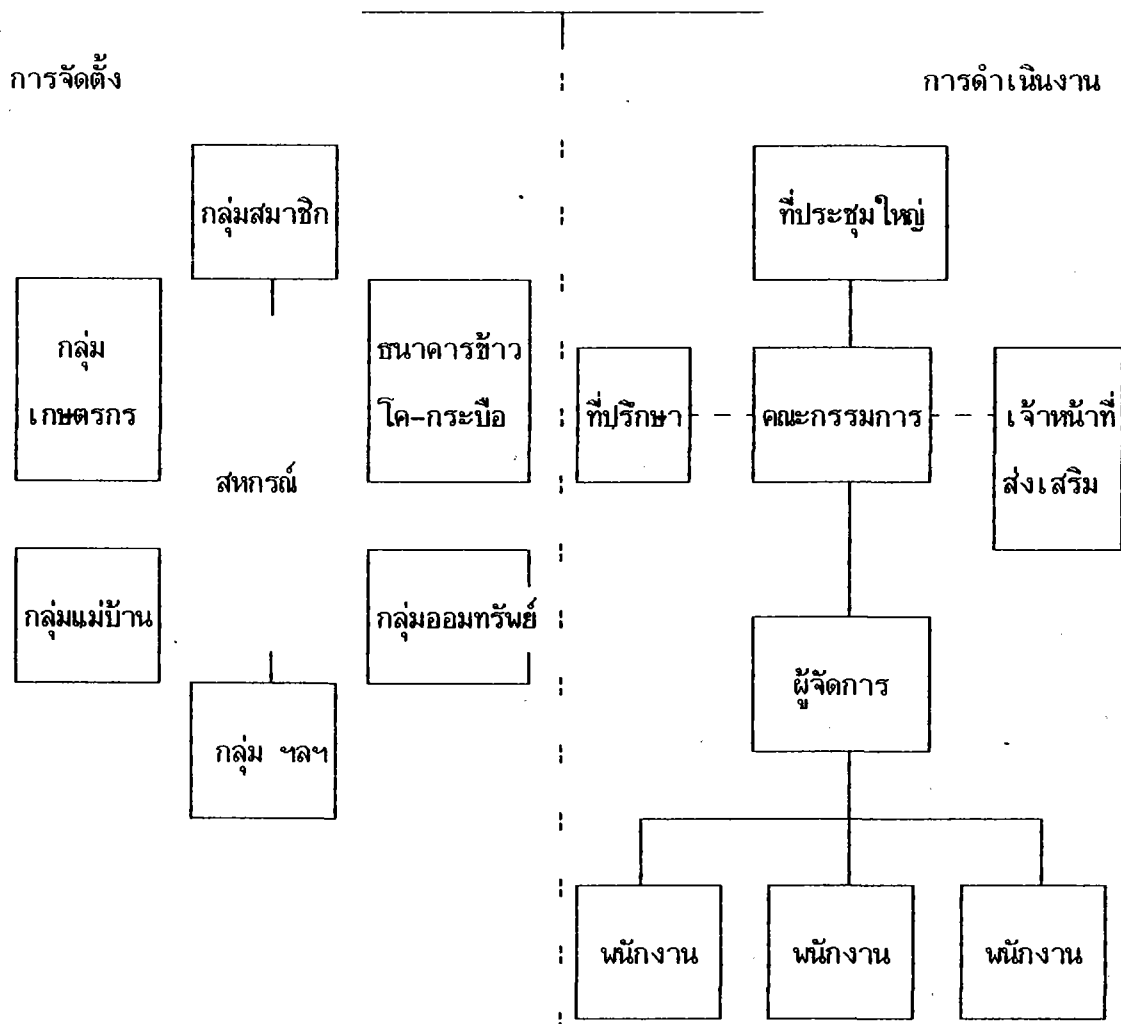 การจัดตั้ง
การดำเนินงาน
กลุ่มสมาชิก
กลุ่ม
เกษตรกร
ธนาคารข้าว
โค-กระบือ
สหกรณ์
กลุ่มแม่บ้าน
กลุ่มออมทรัพย์
กลุ่ม ฯลฯ
ที่ประชุมใหญ่
ที่ปรึกษา
คณะกรรมการ
เจ้าหน้าที่
ส่งเสริม
ผู้จัดการ
พนักงาน
พนักงาน
พนักงาน